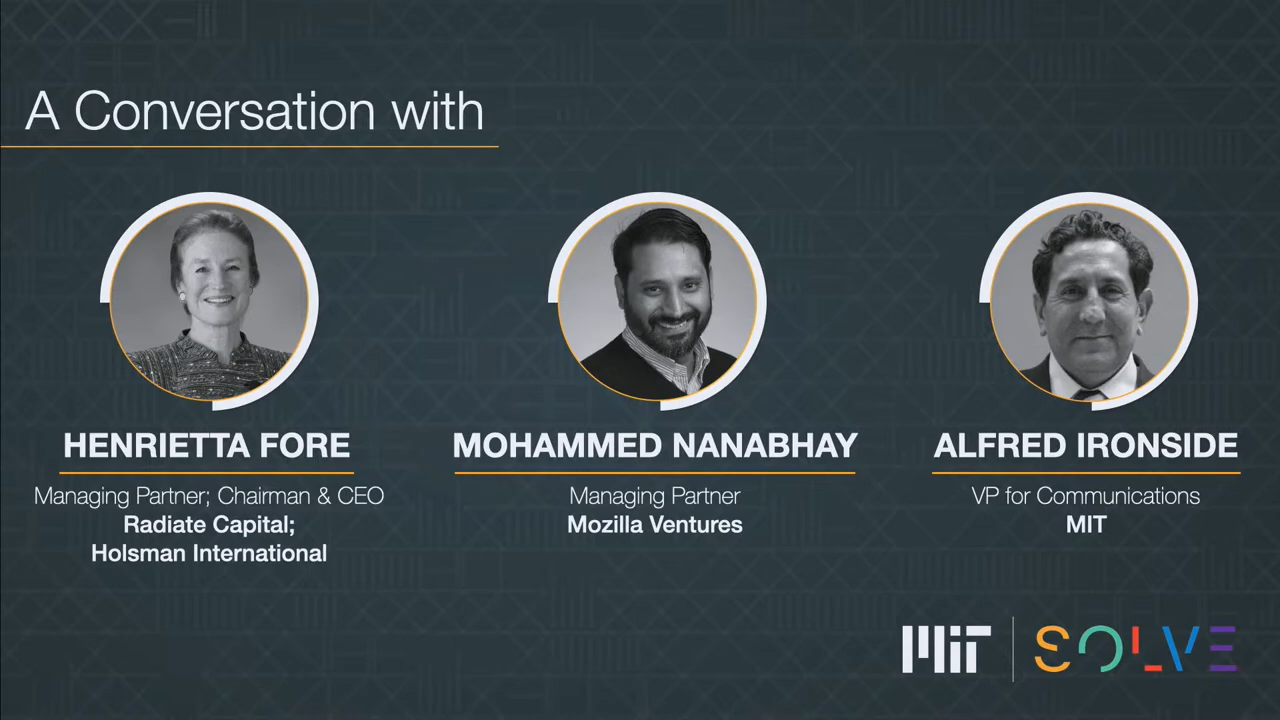 A Conversation with
HENRIETTA FORE
Managing Partner; Chairman & CEO
Radiate Capital;
Holsman International
MOHAMMED NANABHAY
Managing Partner
Mozilla Ventures
ALFRED IRONSIDE
VP for Communications
MIT
MIT SOLVE